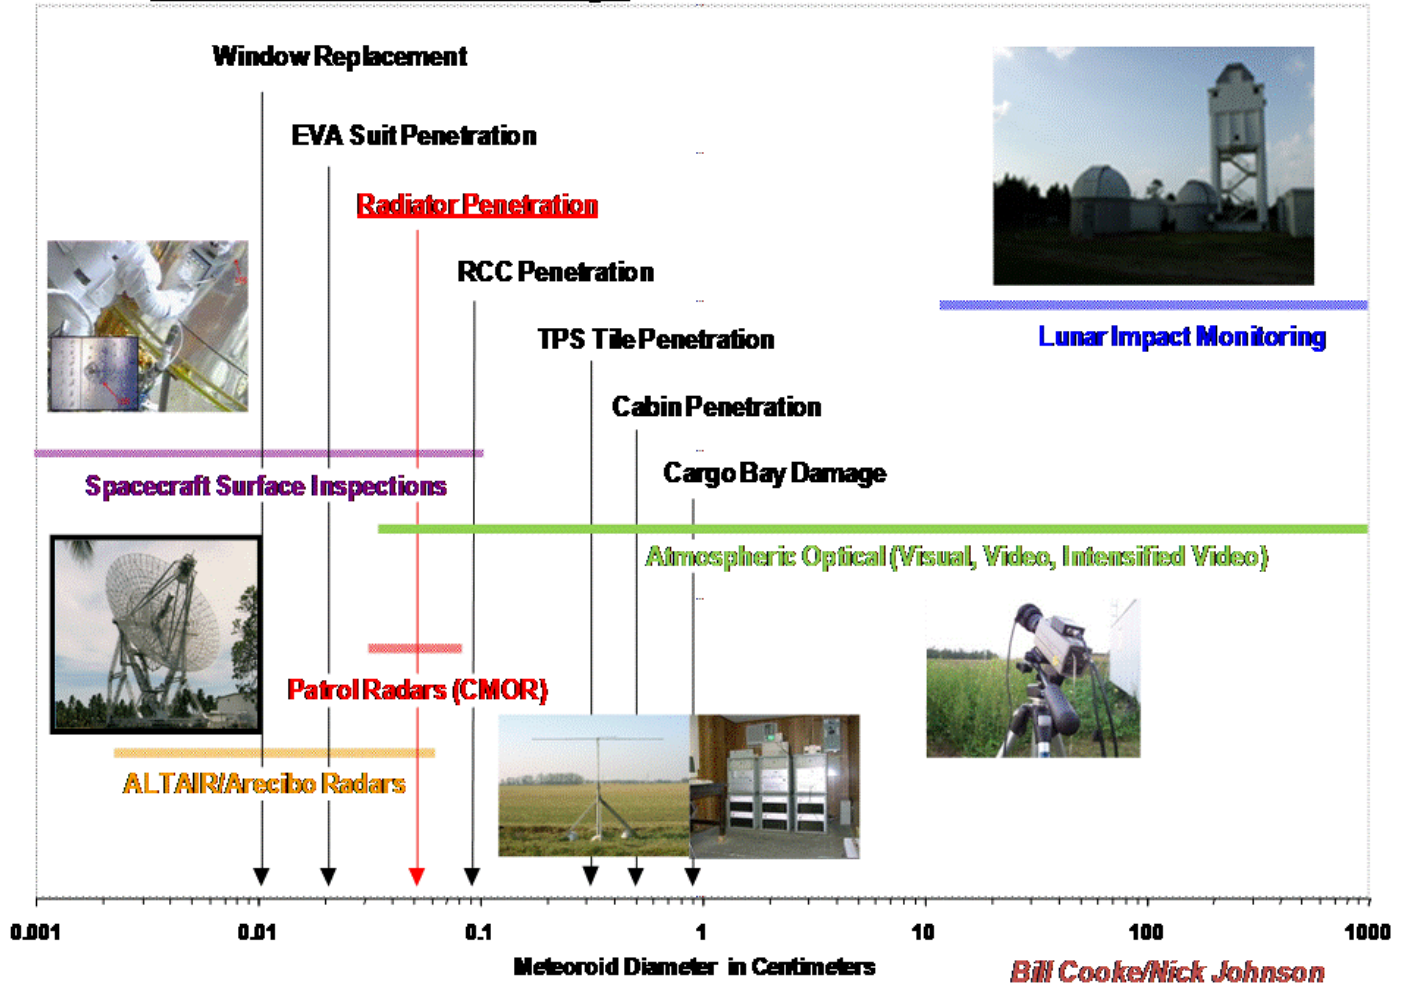 Window Replacement
EVA Suit Penetration
Radiator Penetration
RCC Penetration
TPS Tile Penetration
Lunar Impact Monitoring
Cabin Penetration
Cargo Bay Damage
Spacecraft Surface Inspections
Atmospheric Optical (Visual, Video, Intensified Video)
Patrol Radars (CMOR)
ALTAIR/Arecibo Radars
0.001 0.01 0.1 1 10 100 1000
Meteoroid Diameter in Centimeters
Bill Cooke/Nick Johnson